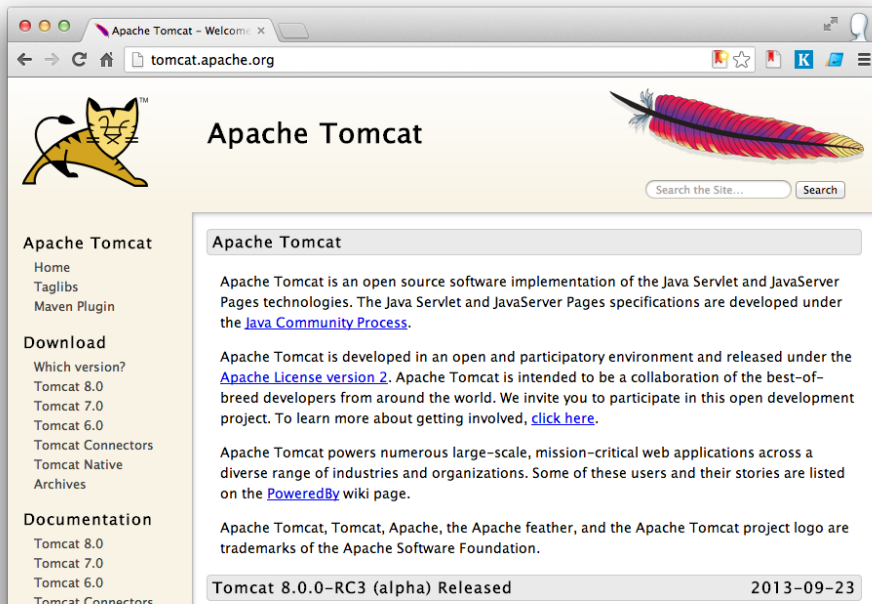 Apache Tomcat - Welcome
tomcat.apache.org
K
TM
Apache Tomcat
Search the Site...
Search
Apache Tomcat
Home
Taglibs
Maven Plugin
Download
Which version?
Tomcat 8.0
Tomcat 7.0
Tomcat 6.0
Tomcat Connectors
Tomcat Native
Archives
Documentation
Tomcat 8.0
Tomcat 7.0
Tomcat 6.0
Tomcat Connectors
Apache Tomcat
Apache Tomcat is an open source software implementation of the Java Servlet and JavaServer
Pages technologies. The Java Servlet and JavaServer Pages specifications are developed under
the Java Community Process.
Apache Tomcat is developed in an open and participatory environment and released under the
Apache License version 2. Apache Tomcat is intended to be a collaboration of the best-of-
breed developers from around the world. We invite you to participate in this open development
project. To learn more about getting involved, click here.
Apache Tomcat powers numerous large-scale, mission-critical web applications across a
diverse range of industries and organizations. Some of these users and their stories are listed
on the PoweredBy wiki page.
Apache Tomcat, Tomcat, Apache, the Apache feather, and the Apache Tomcat project logo are
trademarks of the Apache Software Foundation.
Tomcat 8.0.0-RC3 (alpha) Released 2013-09-23